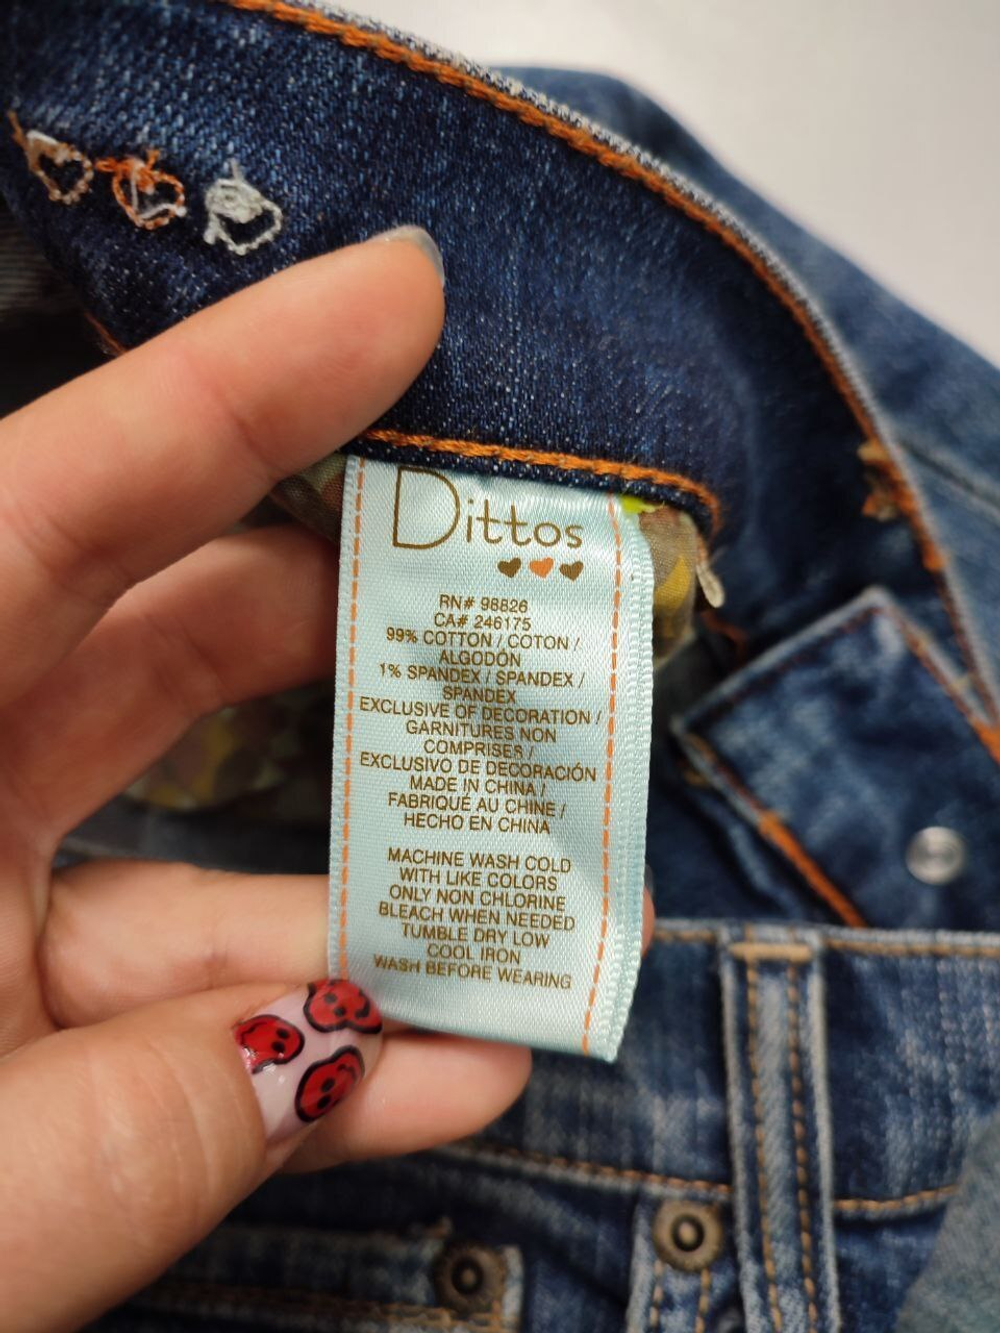 Dittos
RN# 98826
CA# 246175
99% COTTON / COTON /
ALGODÓN
1% SPANDEX / SPANDEX /
SPANDEX
EXCLUSIVE OF DECORATION /
GARNITURES NON
COMPRISES /
EXCLUSIVO DE DECORACIÓN
MADE IN CHINA /
FABRIQUÉ AU CHINE /
HECHO EN CHINA
MACHINE WASH COLD
WITH LIKE COLORS
ONLY NON CHLORINE
BLEACH WHEN NEEDED
TUMBLE DRY LOW
COOL IRON
WASH BEFORE WEARING